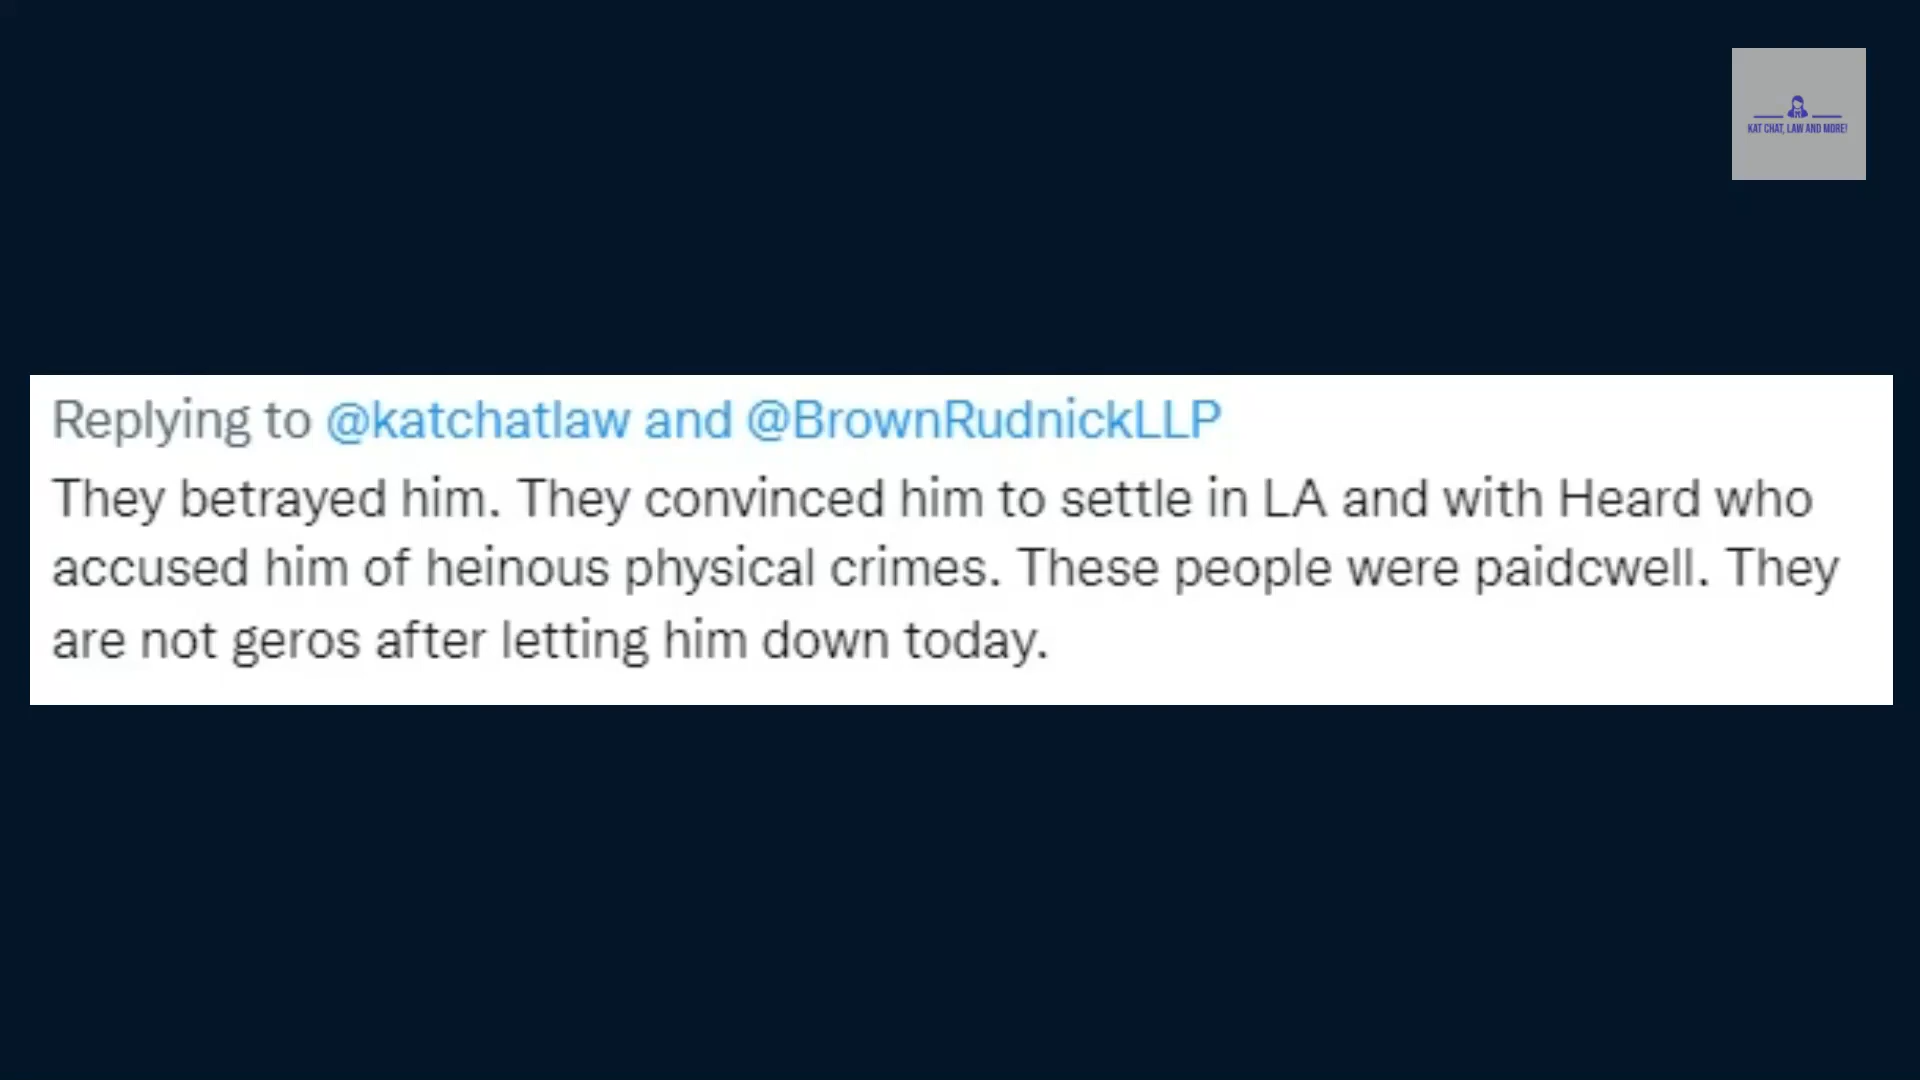 KAT CHAT, LAW AND MORE!
Replying to @katchatlaw and @BrownRudnickLLP
They betrayed him. They convinced him to settle in LA and with Heard who
accused him of heinous physical crimes. These people were paidcwell. They
are not geros after letting him down today.